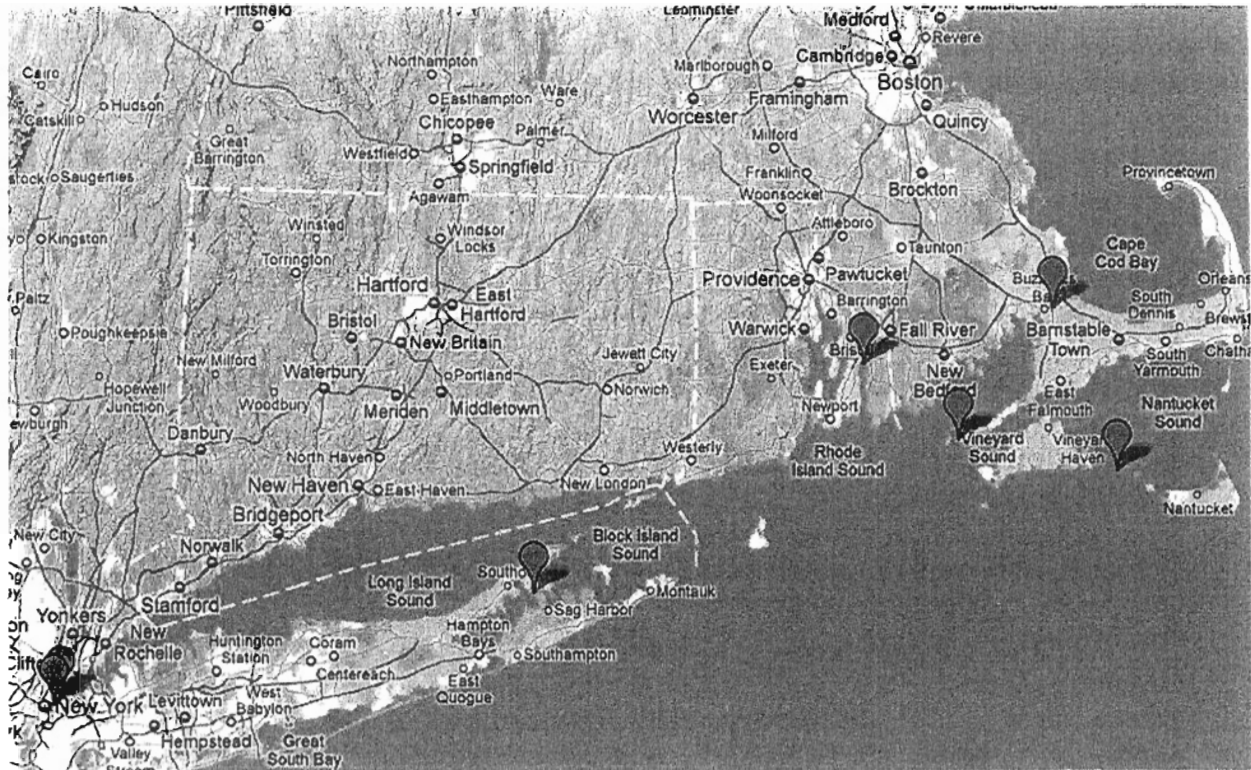 Pittsfield
Leominster
Medford
Revere
Cambridge
Boston
Northampton
Marlborough
Cairo
Hudson
Easthampton
Ware
Framingham
Catskill
Worcester
Quincy
Chicopee
Palmer
Milford
Great
Barrington
Westfield
Springfield
Franklin
Brockton
Saugerties
Provincetown
Agawam
Woonsocket
Attleboro
Kingston
Winsted
Windsor
Locks
Taunton
Cape
Cod Bay
Torrington
Providence
Pawtucket
Orleans
Hartford
East
Hartford
Barrington
South
Dennis
Poughkeepsie
Bristol
New Britain
Warwick
Fall River
Barnstable
Town
New Milford
Jewett City
Exeter
New
Bedford
South
Yarmouth
Hopewell
Junction
Waterbury
Portland
Norwich
Woodbury
Meriden
Middletown
Newport
East
Falmouth
Nantucket
Sound
Danbury
Rhode
Island Sound
Vineyard
Sound
Haven
North Haven
Westerly
New Haven
East Haven
New London
Nantucket
Bridgeport
New City
Norwalk
Block Island
Sound
Long Island
Sound
Stamford
Montauk
Sag Harbor
Yonkers
New
Rochelle
Huntington
Station
Coram
Hampton
Bays
Centereach
Southampton
East
Quogue
New York
Levittown
West
Babylon
Hempstead
Great
South Bay
Valley